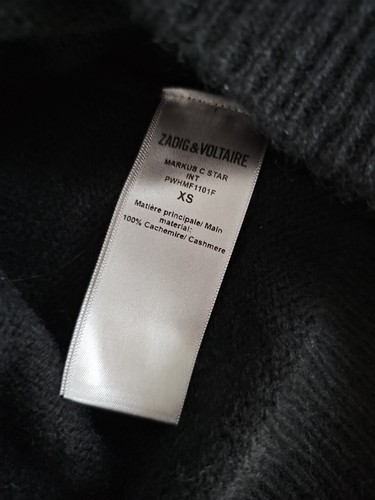 ZADIG&VOLTAIRE
MARKUS C STAR
INT
PWHMF1101F
XS
Matière principale/ Main
material:
100% Cachemire/ Cashmere